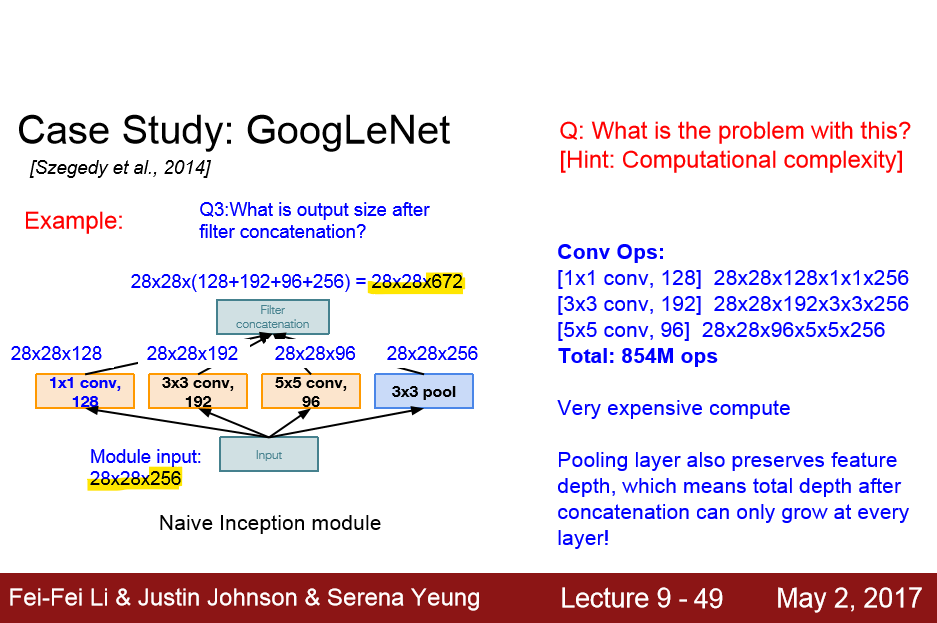 Case Study: GoogLeNet
[Szegedy et al., 2014]
Q: What is the problem with this?
[Hint: Computational complexity]
Example:
Q3:What is output size after
filter concatenation?
28x28x(128+192+96+256) = 28x28x672
Filter
concatenation
28x28x128
28x28x192
28x28x96
28x28x256
1x1 conv,
128
3x3 conv,
192
5x5 conv,
96
3x3 pool
Module input:
28x28x256
Input
Naive Inception module
Conv Ops:
[1x1 conv, 128] 28x28x128x1x1x256
[3x3 conv, 192] 28x28x192x3x3x256
[5x5 conv, 96] 28x28x96x5x5x256
Total: 854M ops
Very expensive compute
Pooling layer also preserves feature
depth, which means total depth after
concatenation can only grow at every
layer!
Fei-Fei Li & Justin Johnson & Serena Yeung
Lecture 9 - 49
May 2, 2017